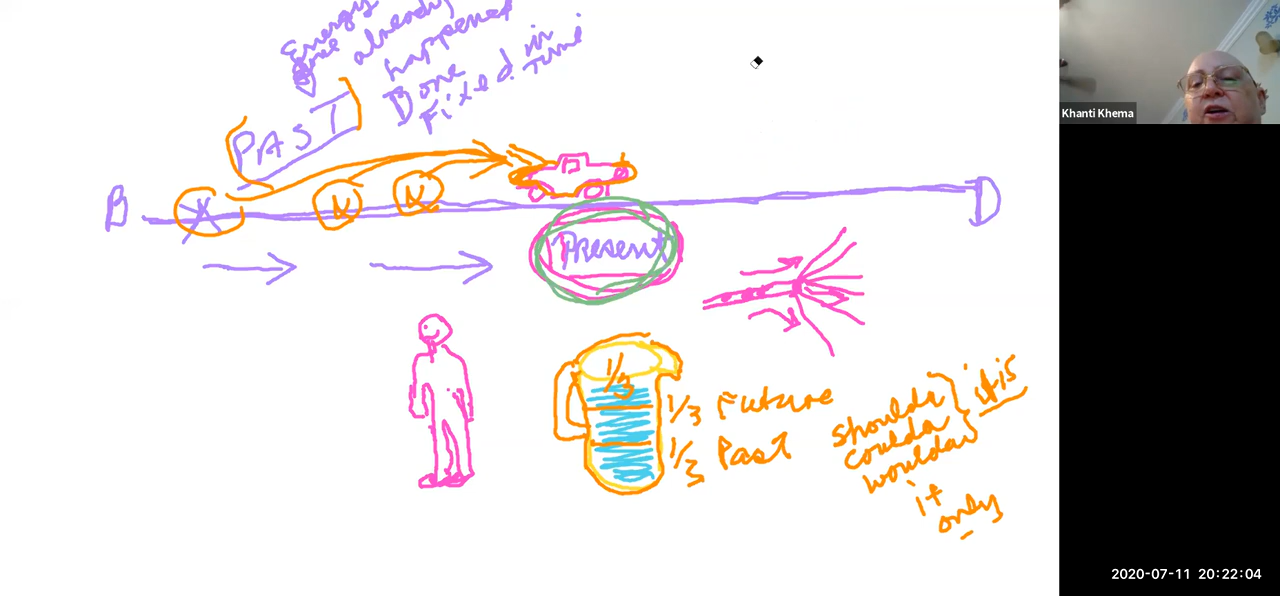 Energy
already
happened
Done
Fixed in
Time
PAST
B
D
Present
1/3
1/3 Future
1/3 Past
shoulda
coulda
woulda
it is
if
only
Khanti Khema
2020-07-11 20:22:04